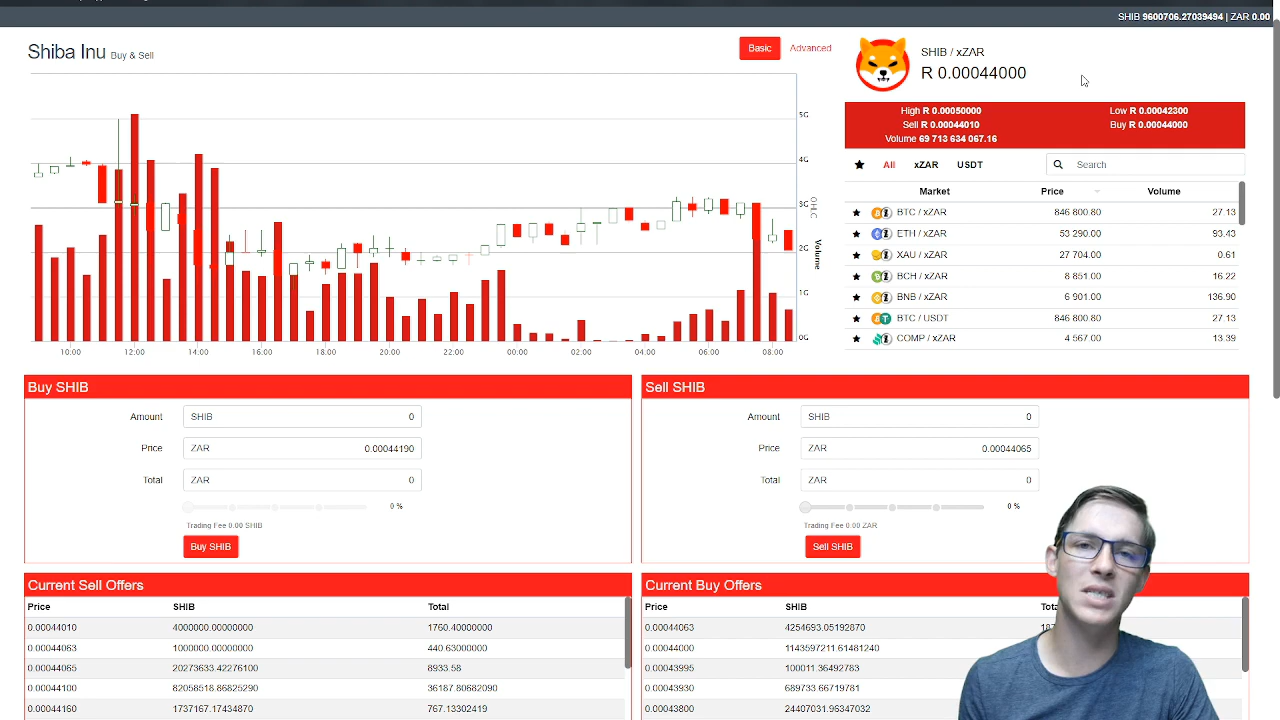 SHIB 9600706.27039494 | ZAR 0.00
Shiba Inu Buy & Sell
Basic Advanced
SHIB / xZAR
R 0.00044000
High R 0.00050000 Low R 0.00042300
Sell R 0.00044010 Buy R 0.00044000
Volume 69 713 634 067.16
All xZAR USDT Search
Market Price Volume
BTC / xZAR 846 800.80 27.13
ETH / xZAR 53 290.00 93.43
XAU / xZAR 27 704.00 0.61
BCH / xZAR 8 851.00 16.22
BNB / xZAR 6 901.00 136.90
BTC / USDT 846 800.80 27.13
COMP / xZAR 4 567.00 13.39
5G
4G
3G
2G
1G
0G
OHLC
Volume
10:00 12:00 14:00 16:00 18:00 20:00 22:00 00:00 02:00 04:00 06:00 08:00
Buy SHIB
Amount SHIB 0
Price ZAR 0.00044190
Total ZAR 0
0 %
Trading Fee 0.00 SHIB
Buy SHIB
Sell SHIB
Amount SHIB 0
Price ZAR 0.00044065
Total ZAR 0
0 %
Trading Fee 0.00 ZAR
Sell SHIB
Current Sell Offers
Price SHIB Total
0.00044010 4000000.00000000 1760.40000000
0.00044063 1000000.00000000 440.63000000
0.00044065 20273633.42276100 8933.58
0.00044100 82058518.86825290 36187.80682090
0.00044160 1737167.17434870 767.13302419
Current Buy Offers
Price SHIB
0.00044063 4254693.05192870
0.00044000 1143597211.61481240
0.00043995 100011.36492783
0.00043930 689733.66719781
0.00043800 24407031.96347032